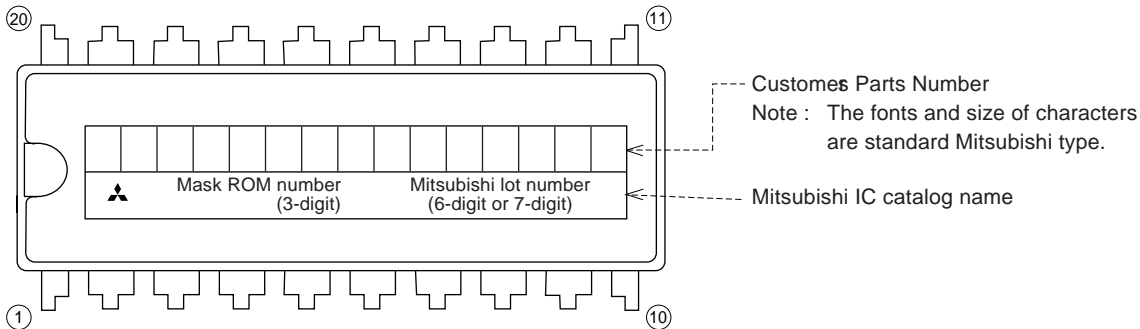 20
11
Customer's Parts Number
Note : The fonts and size of characters
are standard Mitsubishi type.
Mask ROM number
(3-digit)
Mitsubishi lot number
(6-digit or 7-digit)
Mitsubishi IC catalog name
1
10